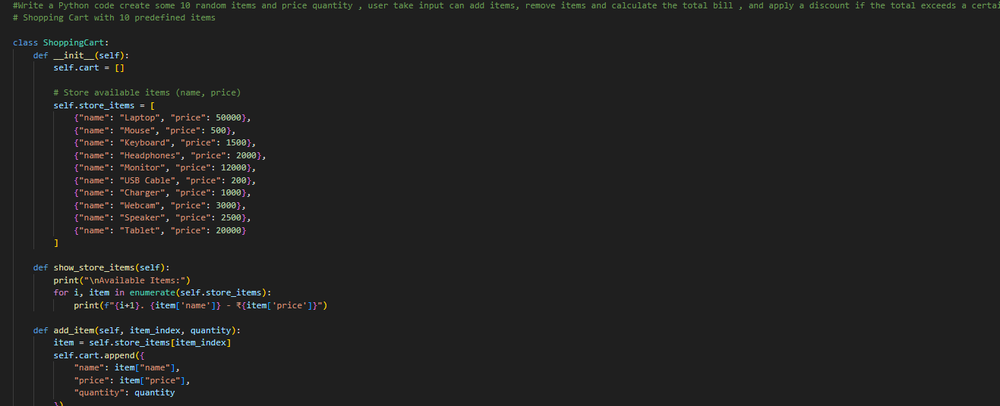 #Write a Python code create some 10 random items and price quantity , user take input can add items, remove items and calculate the total bill , and apply a discount if the total exceeds a certai
# Shopping Cart with 10 predefined items
class ShoppingCart:
    def __init__(self):
        self.cart = []
        # Store available items (name, price)
        self.store_items = [
            {"name": "Laptop", "price": 50000},
            {"name": "Mouse", "price": 500},
            {"name": "Keyboard", "price": 1500},
            {"name": "Headphones", "price": 2000},
            {"name": "Monitor", "price": 12000},
            {"name": "USB Cable", "price": 200},
            {"name": "Charger", "price": 1000},
            {"name": "Webcam", "price": 3000},
            {"name": "Speaker", "price": 2500},
            {"name": "Tablet", "price": 20000}
        ]
    def show_store_items(self):
        print("\nAvailable Items:")
        for i, item in enumerate(self.store_items):
            print(f"{i+1}. {item['name']} - ₹{item['price']}")
    def add_item(self, item_index, quantity):
        item = self.store_items[item_index]
        self.cart.append({
            "name": item["name"],
            "price": item["price"],
            "quantity": quantity
        })